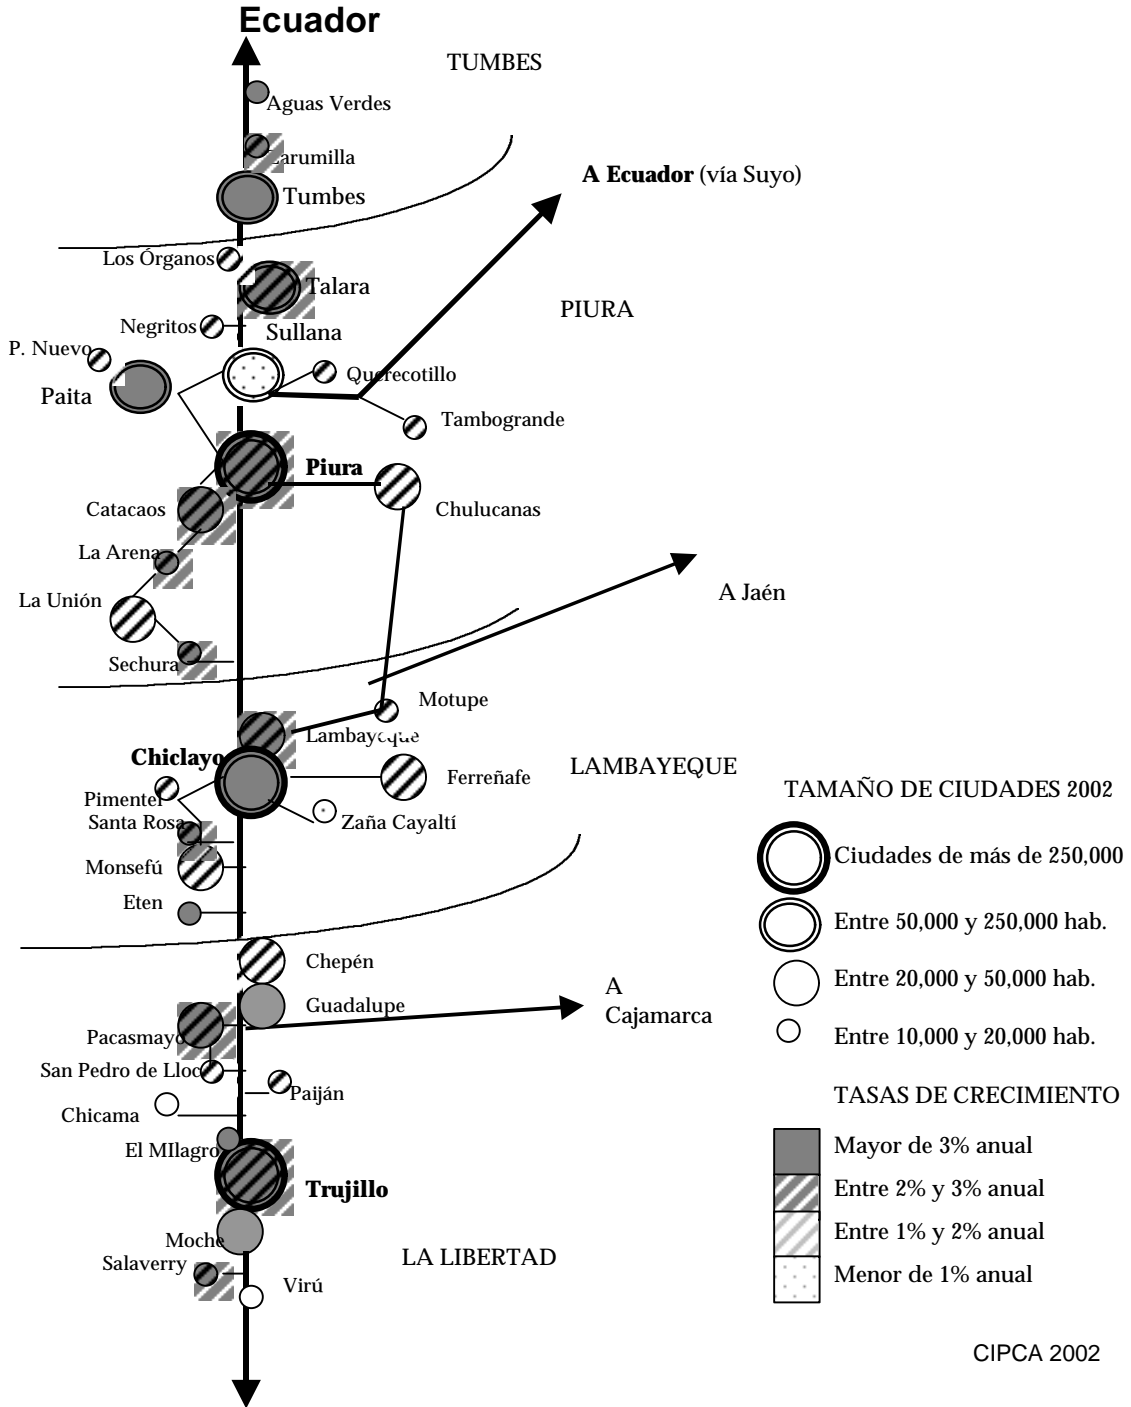 Ecuador
TUMBES
Aguas Verdes
Zarumilla
A Ecuador (vía Suyo)
Tumbes
Los Órganos
Talara
PIURA
Negritos
Sullana
P. Nuevo
Querecotillo
Paita
Tambogrande
Piura
Catacaos
Chulucanas
La Arena
A Jaén
La Unión
Sechura
Motupe
Lambayeque
Chiclayo
LAMBAYEQUE
Ferreñafe
Pimentel
Santa Rosa
Zaña Cayaltí
Monsefú
Eten
Chepén
Guadalupe
A
Cajamarca
Pacasmayo
San Pedro de Lloc
Paiján
Chicama
El MIlagro
Trujillo
Moche
Salaverry
LA LIBERTAD
Virú
TAMAÑO DE CIUDADES 2002
Ciudades de más de 250,000
Entre 50,000 y 250,000 hab.
Entre 20,000 y 50,000 hab.
Entre 10,000 y 20,000 hab.
TASAS DE CRECIMIENTO
Mayor de 3% anual
Entre 2% y 3% anual
Entre 1% y 2% anual
Menor de 1% anual
CIPCA 2002